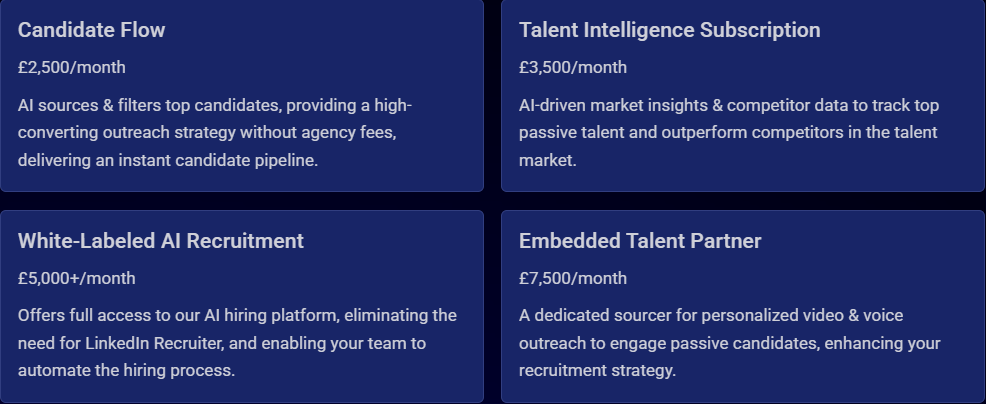 Candidate Flow
£2,500/month
AI sources & filters top candidates, providing a high-
converting outreach strategy without agency fees,
delivering an instant candidate pipeline.
Talent Intelligence Subscription
£3,500/month
AI-driven market insights & competitor data to track top
passive talent and outperform competitors in the talent
market.
White-Labeled AI Recruitment
£5,000+/month
Offers full access to our AI hiring platform, eliminating the
need for LinkedIn Recruiter, and enabling your team to
automate the hiring process.
Embedded Talent Partner
£7,500/month
A dedicated sourcer for personalized video & voice
outreach to engage passive candidates, enhancing your
recruitment strategy.